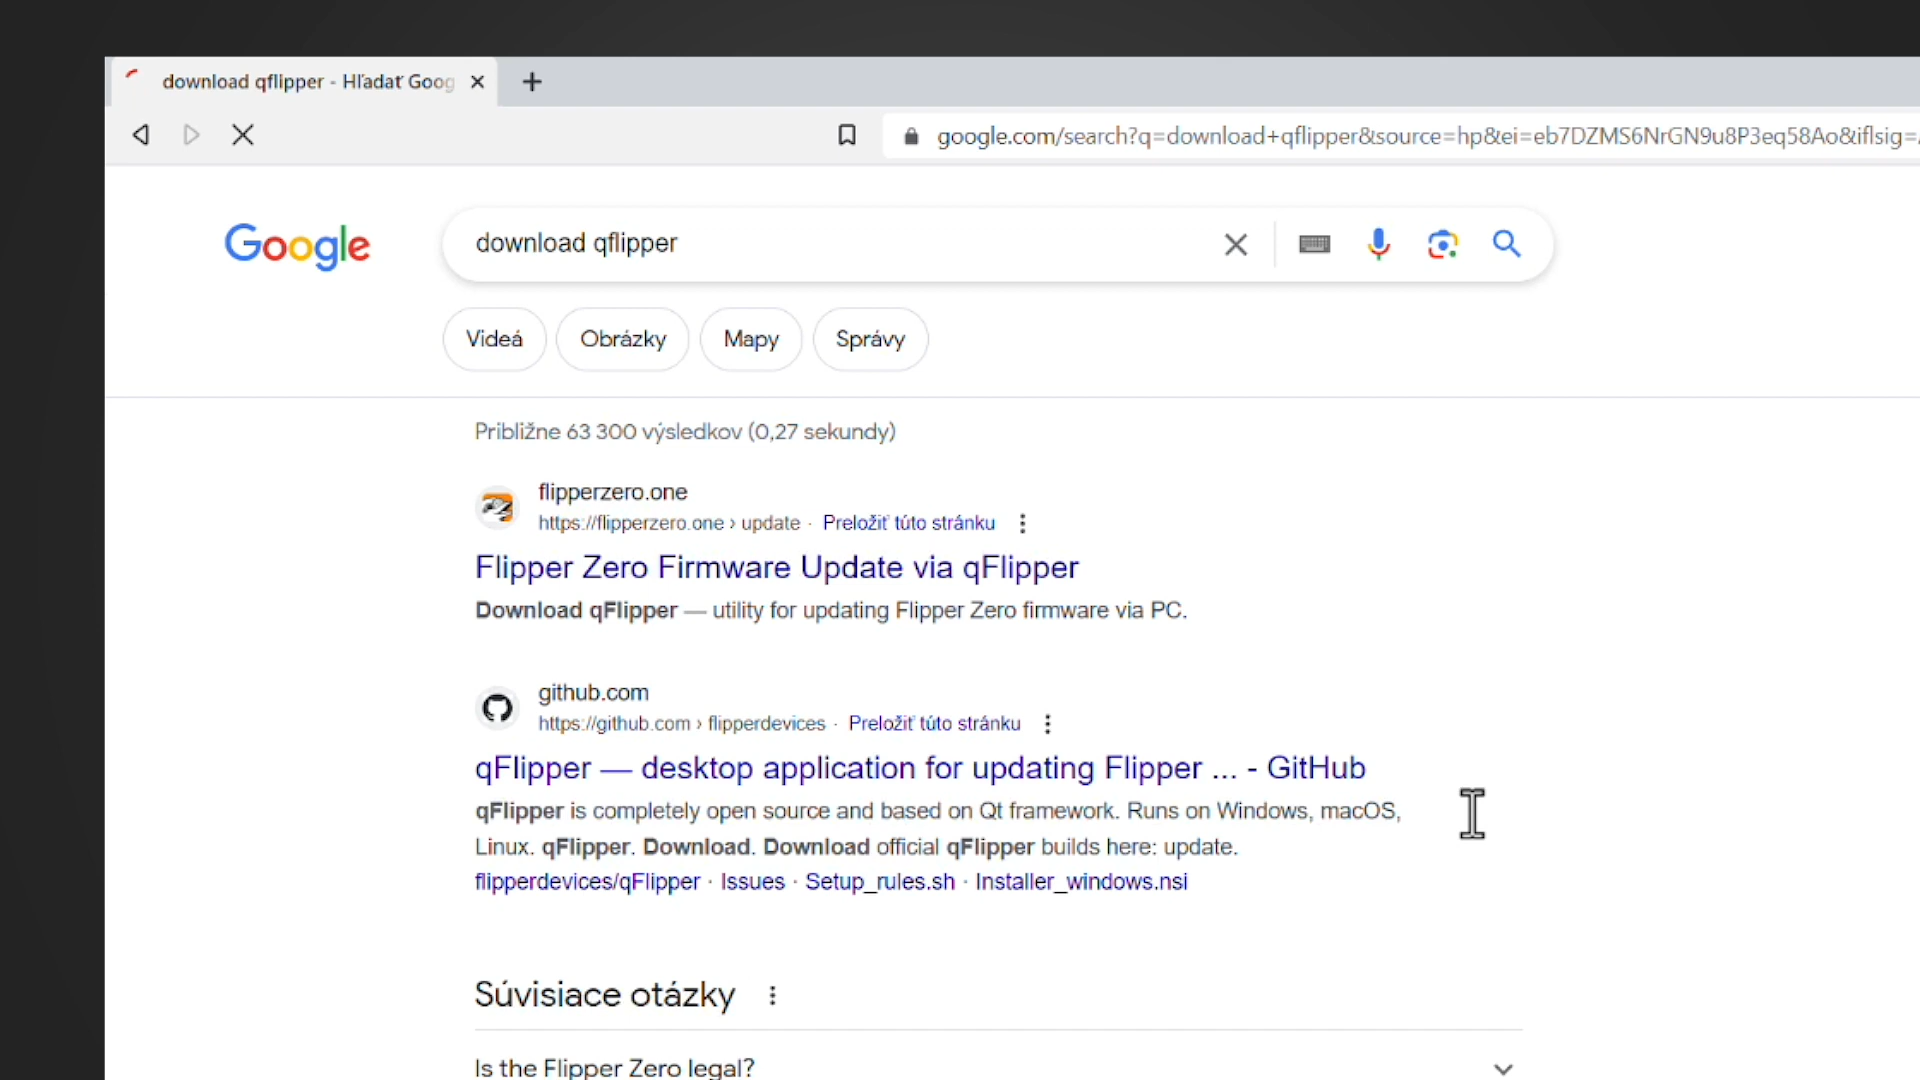 download qflipper - Hľadať Goog
google.com/search?q=download+qflipper&source=hp&ei=eb7DZMS6NrGN9u8P3eq58Ao&iflsig=
Google
download qflipper
Videá
Obrázky
Mapy
Správy
Približne 63 300 výsledkov (0,27 sekundy)
flipperzero.one
https://flipperzero.one › update · Preložiť túto stránku
Flipper Zero Firmware Update via qFlipper
Download qFlipper — utility for updating Flipper Zero firmware via PC.
github.com
https://github.com › flipperdevices · Preložiť túto stránku
qFlipper — desktop application for updating Flipper ... - GitHub
qFlipper is completely open source and based on Qt framework. Runs on Windows, macOS,
Linux. qFlipper. Download. Download official qFlipper builds here: update.
flipperdevices/qFlipper · Issues · Setup_rules.sh · Installer_windows.nsi
Súvisiace otázky
Is the Flipper Zero legal?